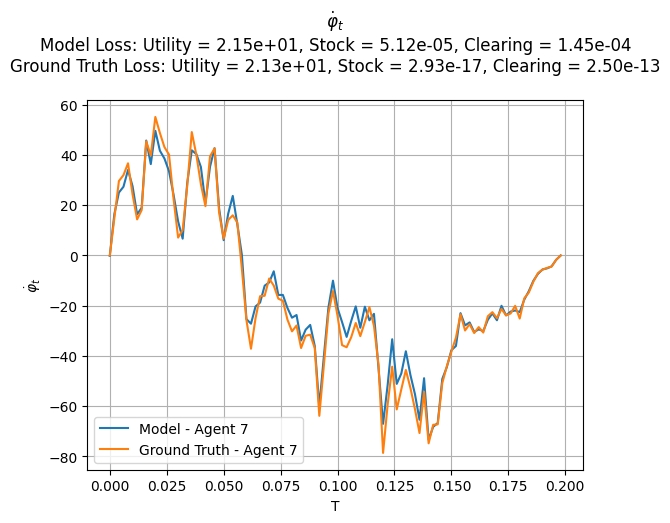 φ̇ₜ
Model Loss: Utility = 2.15e+01, Stock = 5.12e-05, Clearing = 1.45e-04
Ground Truth Loss: Utility = 2.13e+01, Stock = 2.93e-17, Clearing = 2.50e-13
60
40
20
0
−20
−40
−60
−80
φ̇ₜ
Model - Agent 7
Ground Truth - Agent 7
0.000 0.025 0.050 0.075 0.100 0.125 0.150 0.175 0.200
T